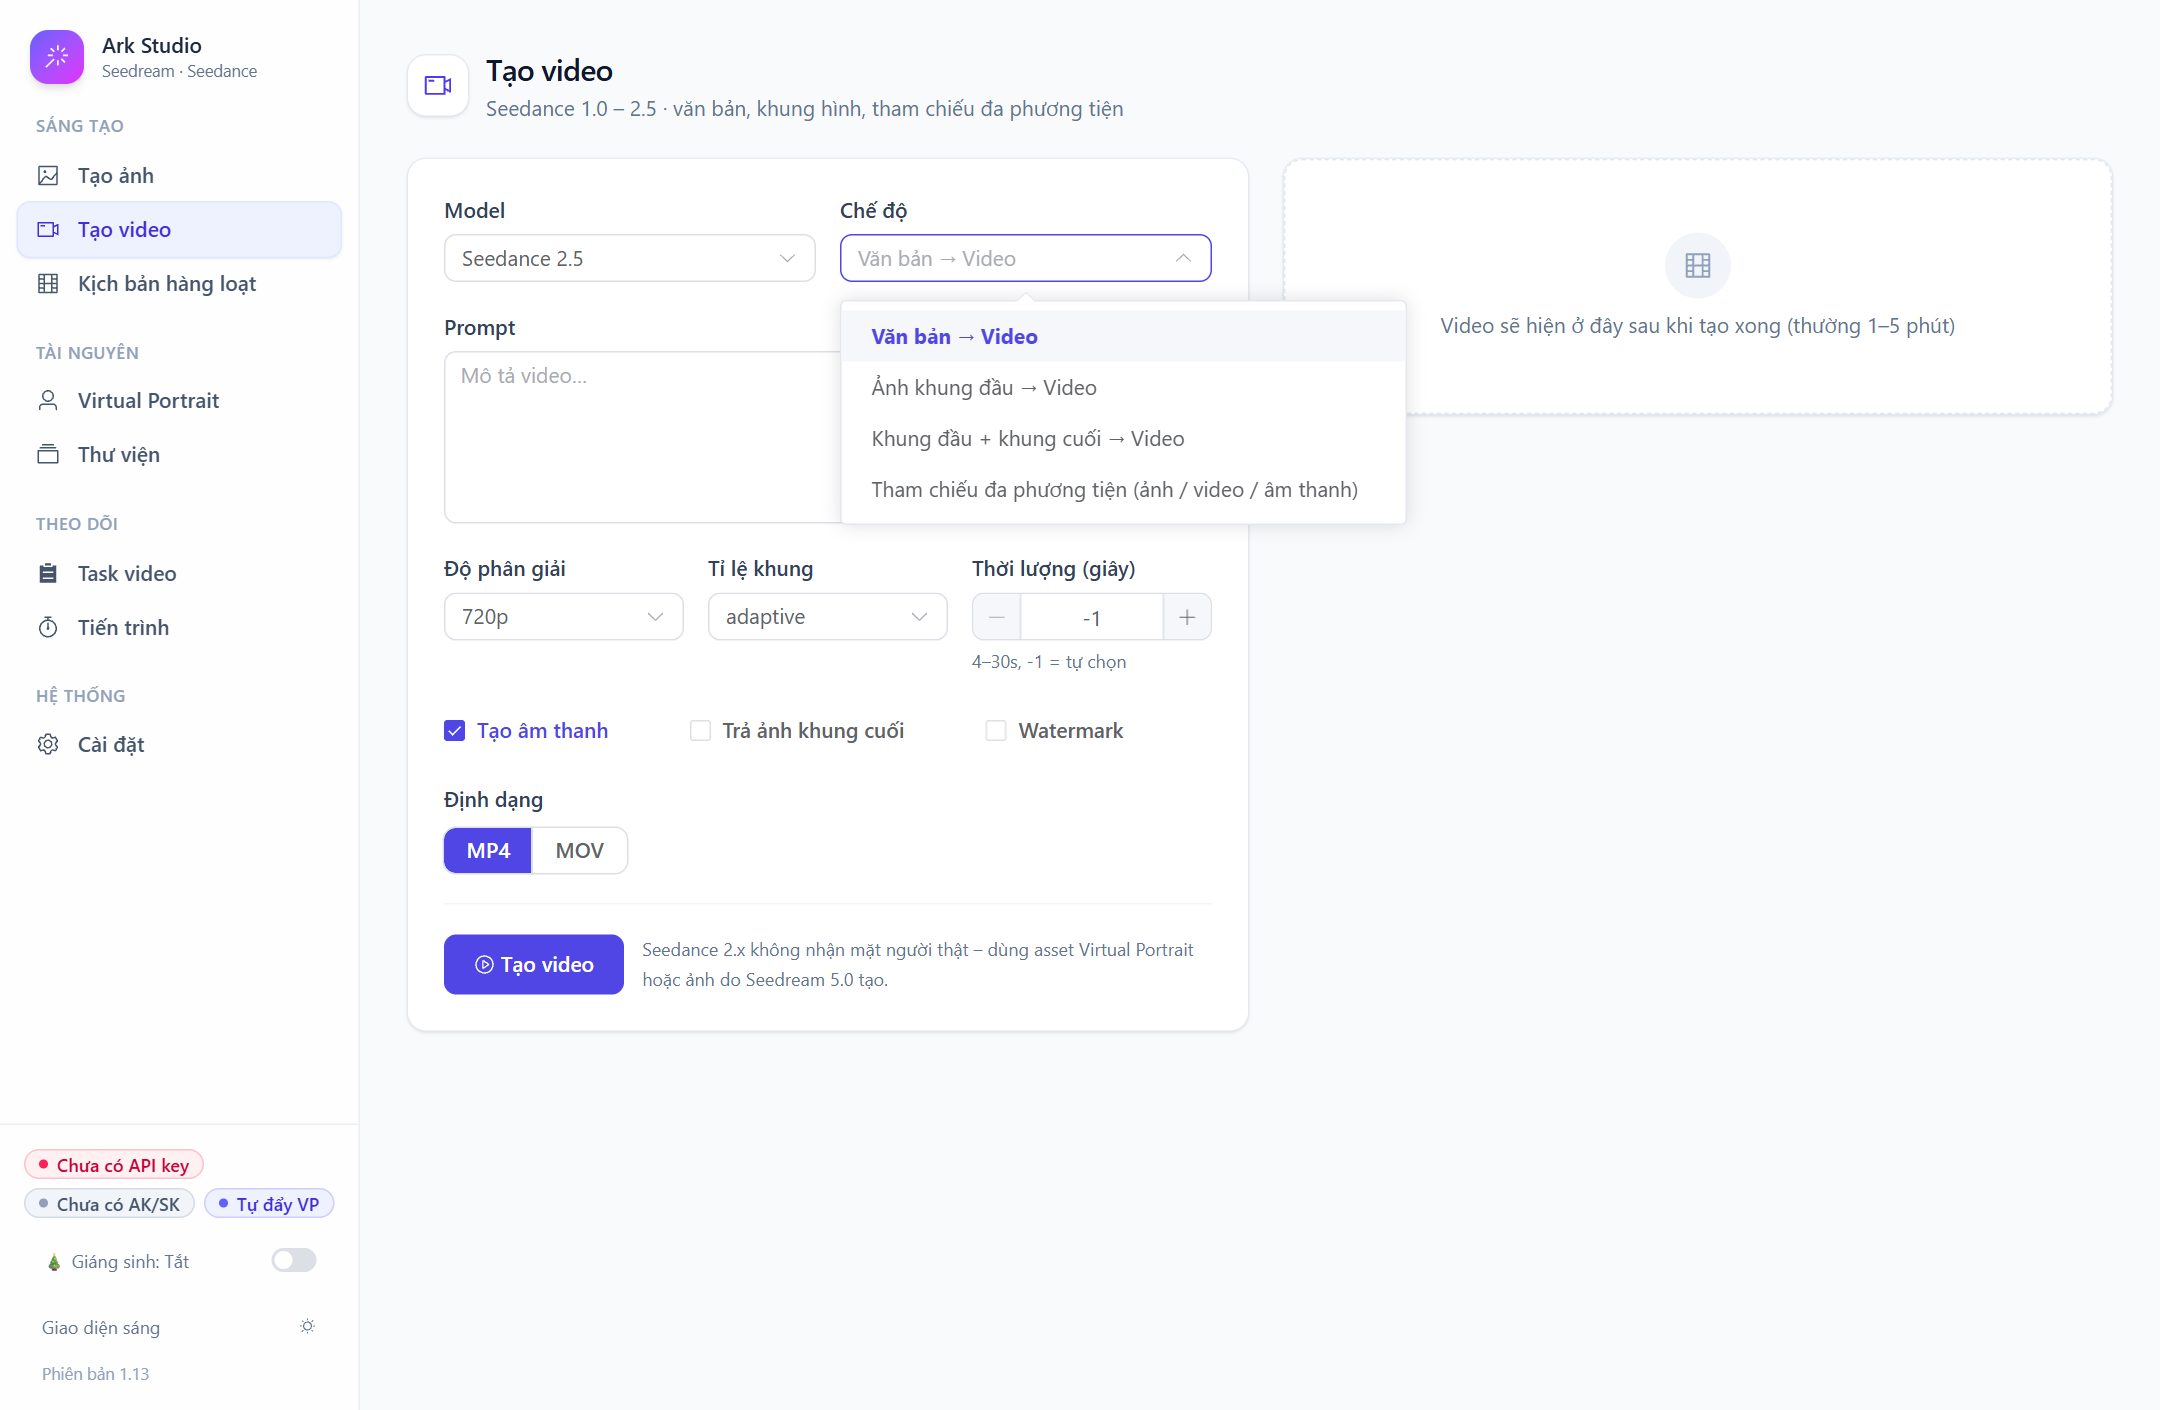 Ark Studio
Seedream · Seedance
SÁNG TẠO
Tạo ảnh
Tạo video
Kịch bản hàng loạt
TÀI NGUYÊN
Virtual Portrait
Thư viện
THEO DÕI
Task video
Tiến trình
HỆ THỐNG
Cài đặt
Chưa có API key
Chưa có AK/SK
Tự đẩy VP
Giáng sinh: Tắt
Giao diện sáng
Phiên bản 1.13
Tạo video
Seedance 1.0 – 2.5 · văn bản, khung hình, tham chiếu đa phương tiện
Model
Chế độ
Seedance 2.5
Văn bản → Video
Prompt
Mô tả video...
Văn bản → Video
Ảnh khung đầu → Video
Khung đầu + khung cuối → Video
Tham chiếu đa phương tiện (ảnh / video / âm thanh)
Độ phân giải
Tỉ lệ khung
Thời lượng (giây)
720p
adaptive
-1
4–30s, -1 = tự chọn
Tạo âm thanh
Trả ảnh khung cuối
Watermark
Định dạng
MP4
MOV
Tạo video
Seedance 2.x không nhận mặt người thật – dùng asset Virtual Portrait
hoặc ảnh do Seedream 5.0 tạo.
Video sẽ hiện ở đây sau khi tạo xong (thường 1–5 phút)